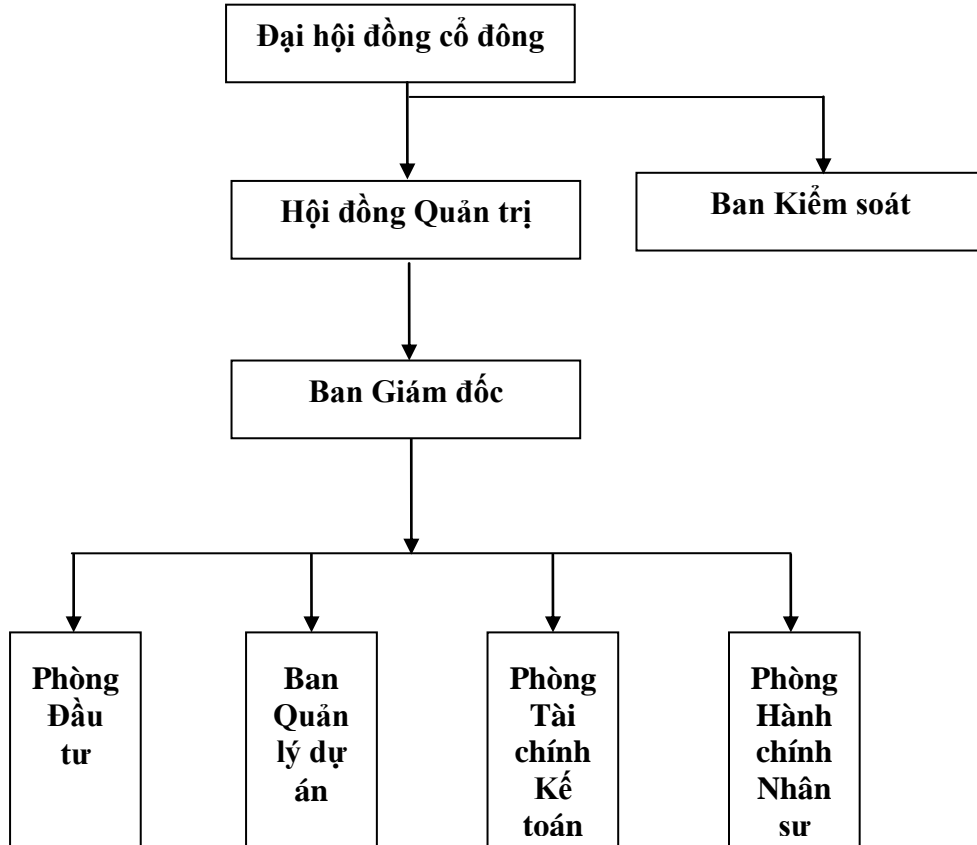 Đại hội đồng cổ đông
Hội đồng Quản trị
Ban Kiểm soát
Ban Giám đốc
Phòng
Đầu
tư
Ban
Quản
lý dự
án
Phòng
Tài
chính
Kế
toán
Phòng
Hành
chính
Nhân
sư